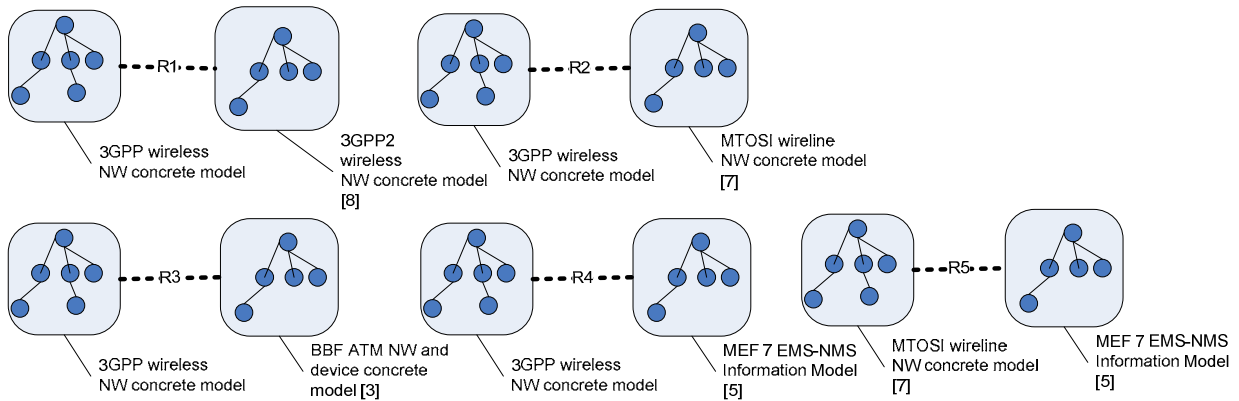 R1
R2
3GPP wireless
NW concrete model
3GPP2
wireless
NW concrete model
[8]
3GPP wireless
NW concrete model
MTOSI wireline
NW concrete model
[7]
R3
R4
R5
3GPP wireless
NW concrete model
BBF ATM NW and
device concrete
model [3]
3GPP wireless
NW concrete model
MEF 7 EMS-NMS
Information Model
[5]
MTOSI wireline
NW concrete model
[7]
MEF 7 EMS-NMS
Information Model
[5]